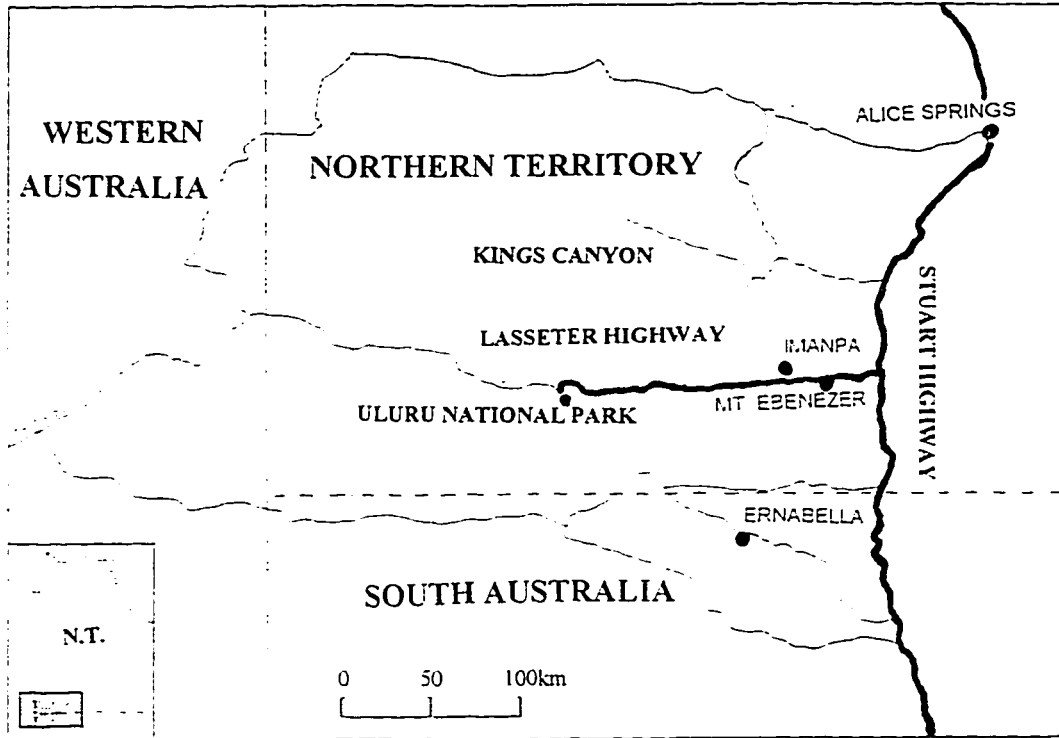 ALICE SPRINGS
WESTERN
AUSTRALIA
NORTHERN TERRITORY
KINGS CANYON
STUART HIGHWAY
LASSETER HIGHWAY
IMANPA
MT EBENEZER
ULURU NATIONAL PARK
ERNABELLA
SOUTH AUSTRALIA
N.T.
0 50 100km